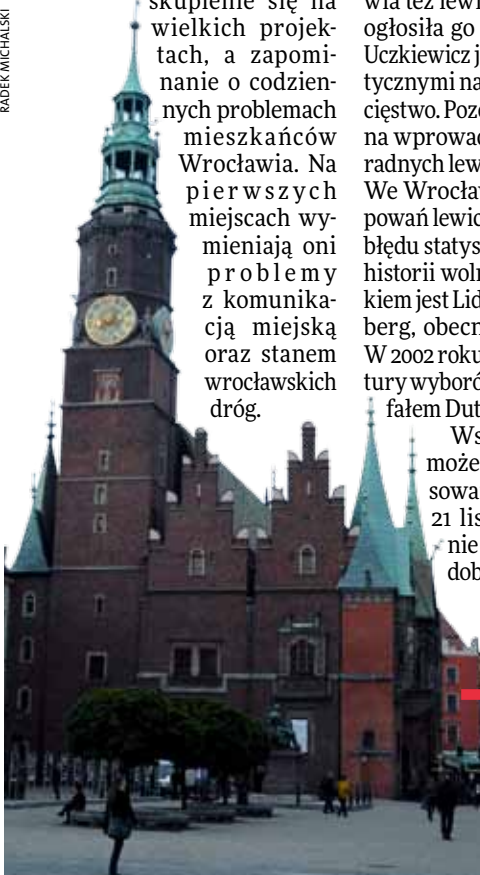 RADEK MICHALSKI
skupienie się na
wielkich projek-
tach, a zapomi-
nanie o codzien-
nych problemach
mieszkańców
Wrocławia. Na
pierwszych
miejscach wy-
mieniają oni
problemy
z komunika-
cją miejską
oraz stanem
wrocławskich
dróg.
wia też lewi
ogłosiła go
Uczkiewicz j
tycznymi na
cięstwo. Poz
na wprowad
radnych lew
We Wrocław
powań lewic
błędu statys
historii woln
kiem jest Lid
berg, obecn
W 2002 roku
tury wyboró
fałem Dut
Ws
może
sowa
21 lis
nie
dob